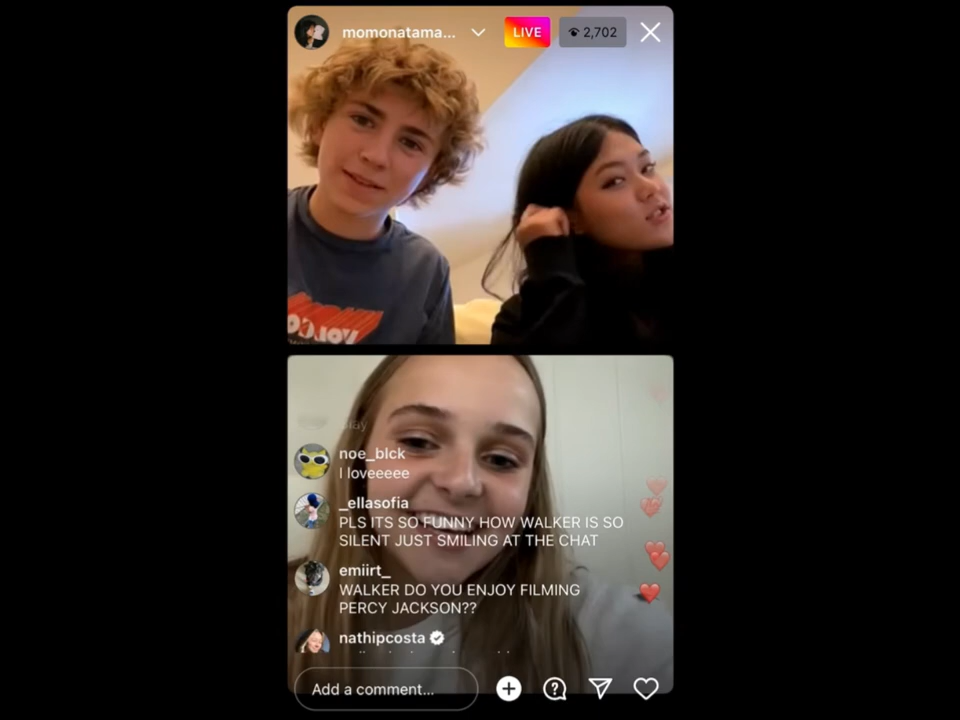 momonatama...
LIVE
2,702
noe_blck
I loveeeee
_ellasofia
PLS ITS SO FUNNY HOW WALKER IS SO
SILENT JUST SMILING AT THE CHAT
emiirt_
WALKER DO YOU ENJOY FILMING
PERCY JACKSON??
nathipcosta
Add a comment...